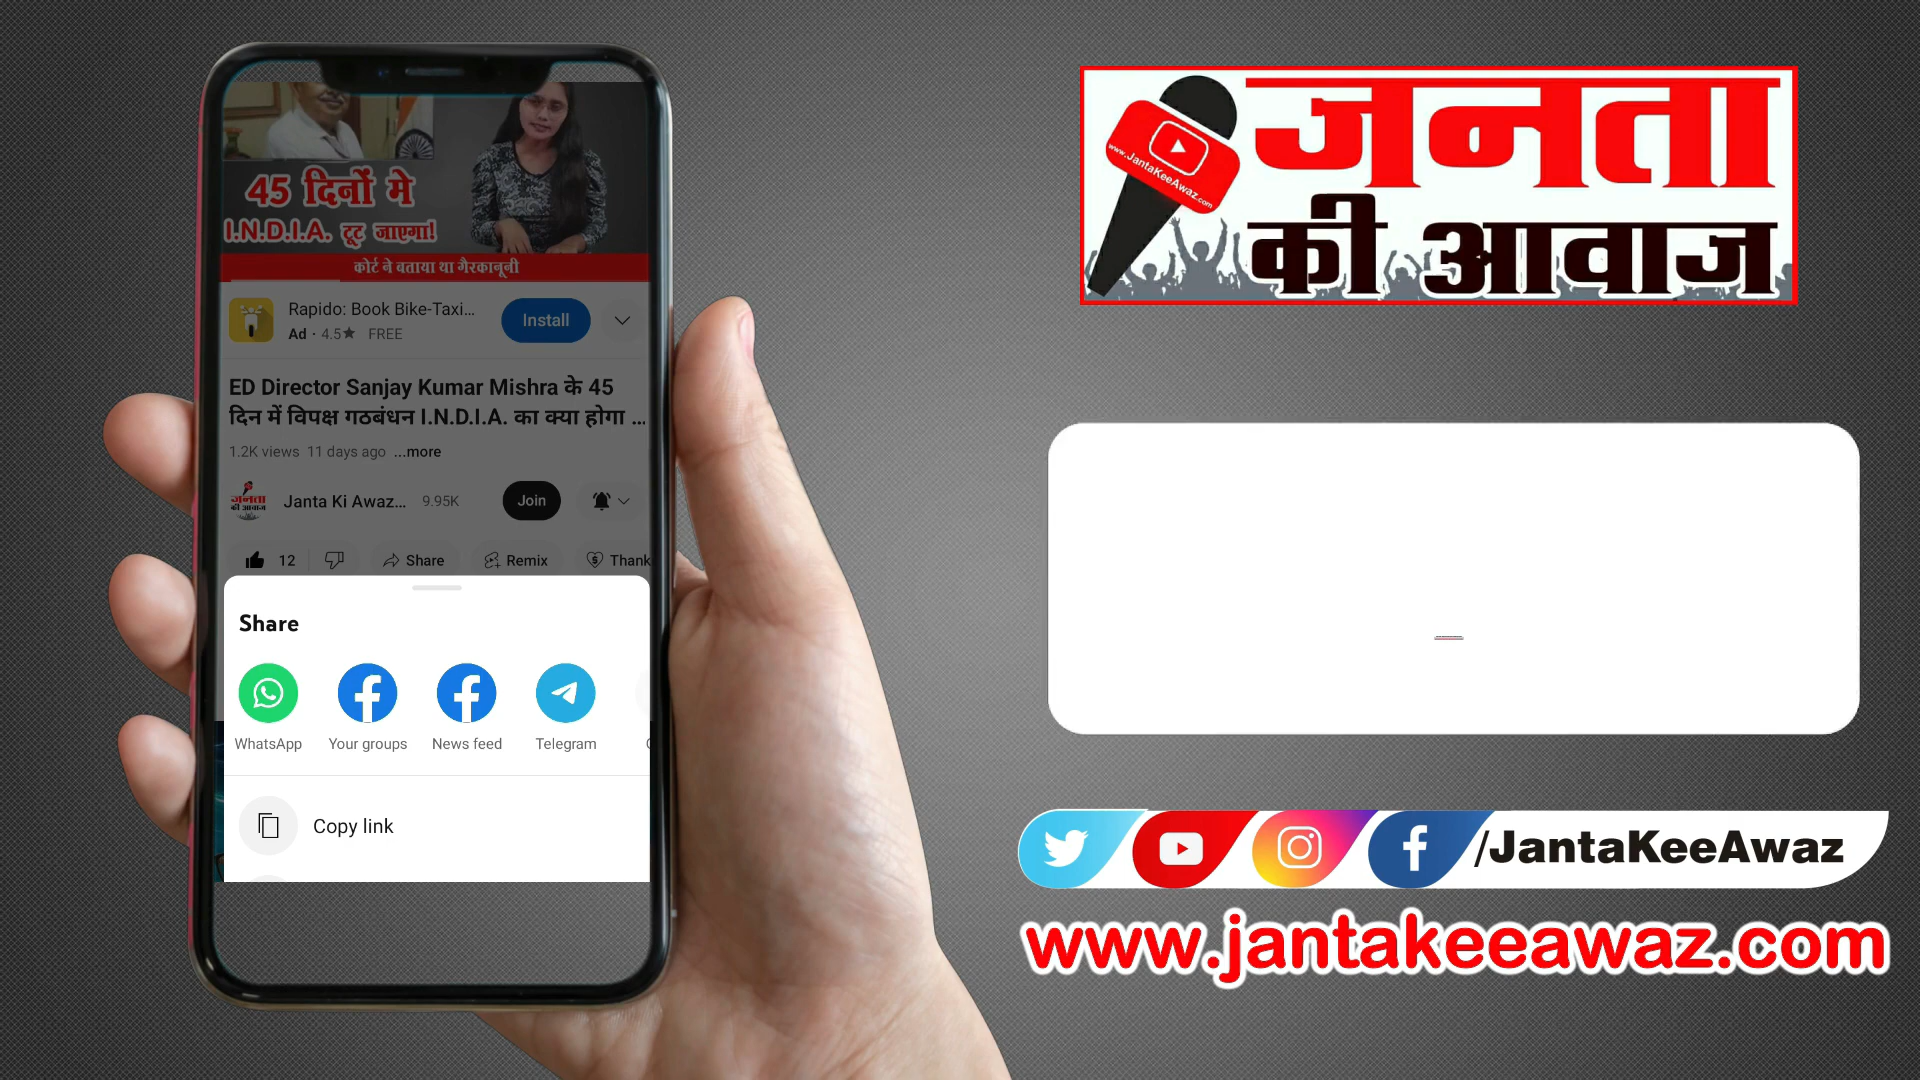 45 दिनों मे
I.N.D.I.A. टूट जाएगा!
कोर्ट ने बताया था गैरकानूनी
Rapido: Book Bike-Taxi...
Ad · 4.5★ FREE
Install
ED Director Sanjay Kumar Mishra के 45
दिन में विपक्ष गठबंधन I.N.D.I.A. का क्या होगा ...
1.2K views 11 days ago ...more
जनता
की आवाज
Janta Ki Awaz... 9.95K
Join
12
Share
Remix
Thank
Share
WhatsApp
Your groups
News feed
Telegram
Copy link
www.JantaKeeAwaz.com
जनता
की आवाज
/JantaKeeAwaz
www.jantakeeawaz.com